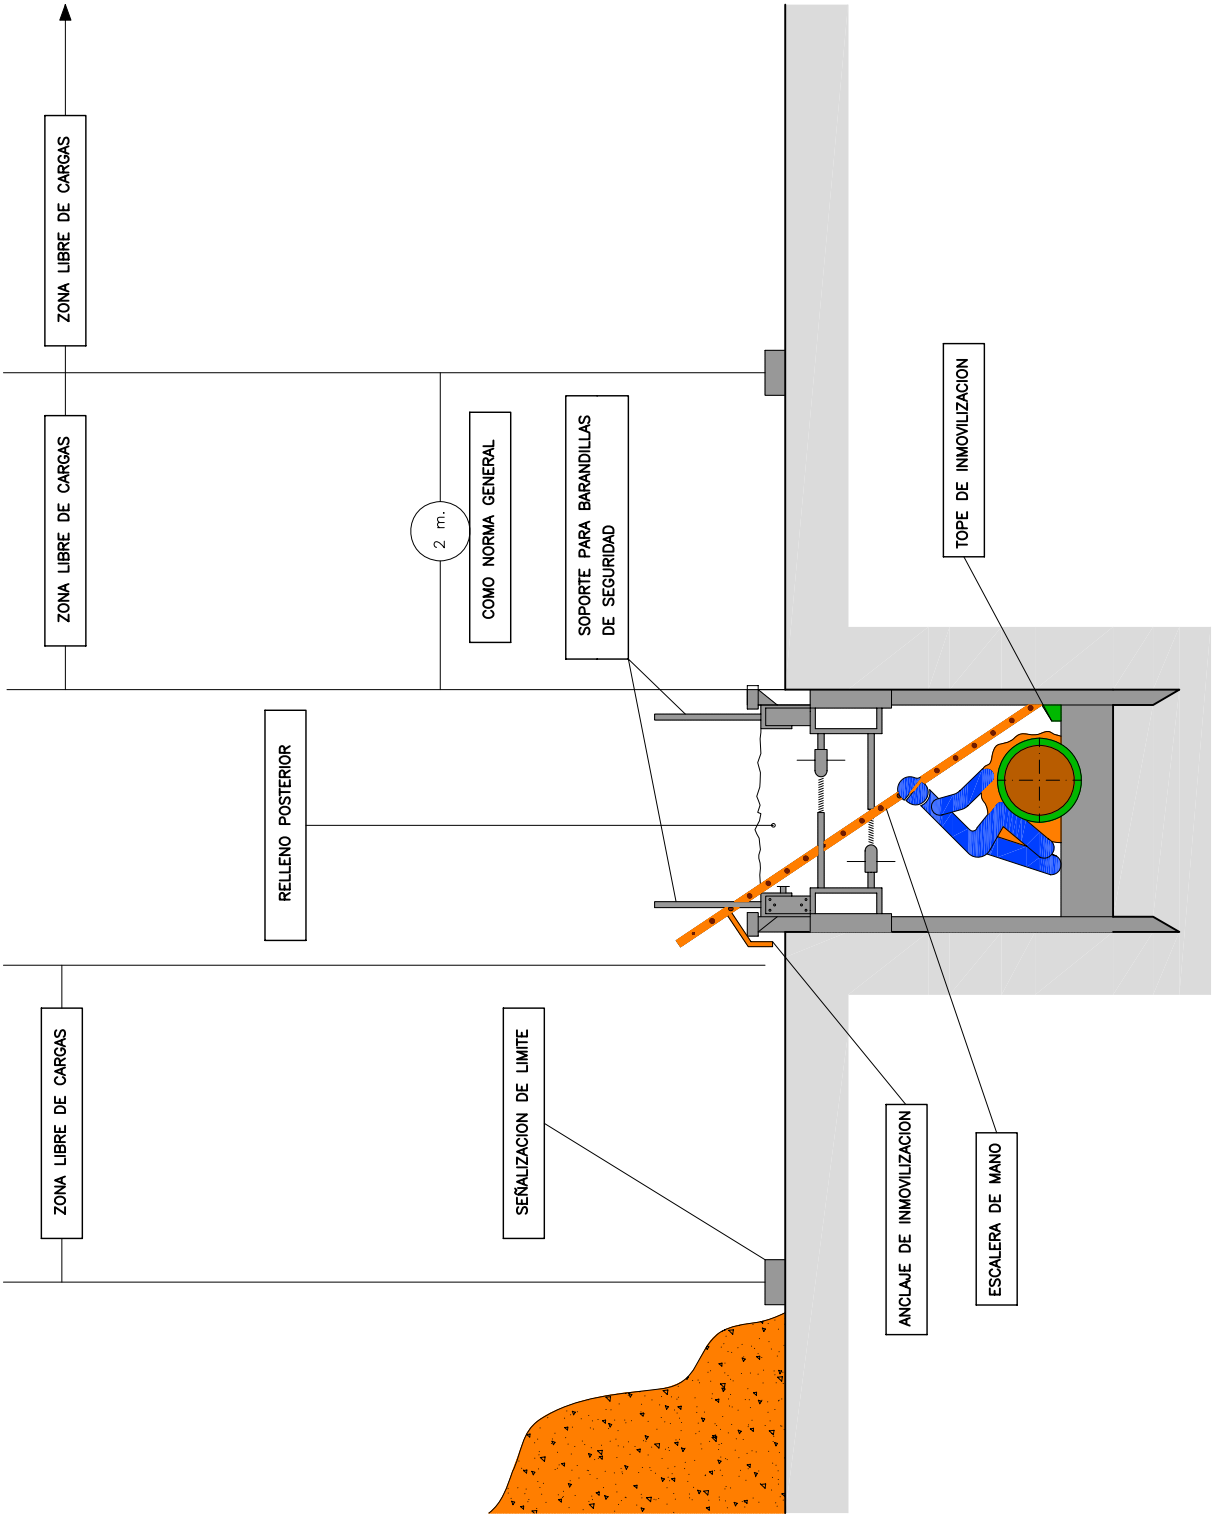 ZONA LIBRE DE CARGAS
ZONA LIBRE DE CARGAS
ZONA LIBRE DE CARGAS
2 m.
COMO NORMA GENERAL
RELLENO POSTERIOR
SEÑALIZACION DE LIMITE
SOPORTE PARA BARANDILLAS
DE SEGURIDAD
ANCLAJE DE INMOVILIZACION
ESCALERA DE MANO
TOPE DE INMOVILIZACION